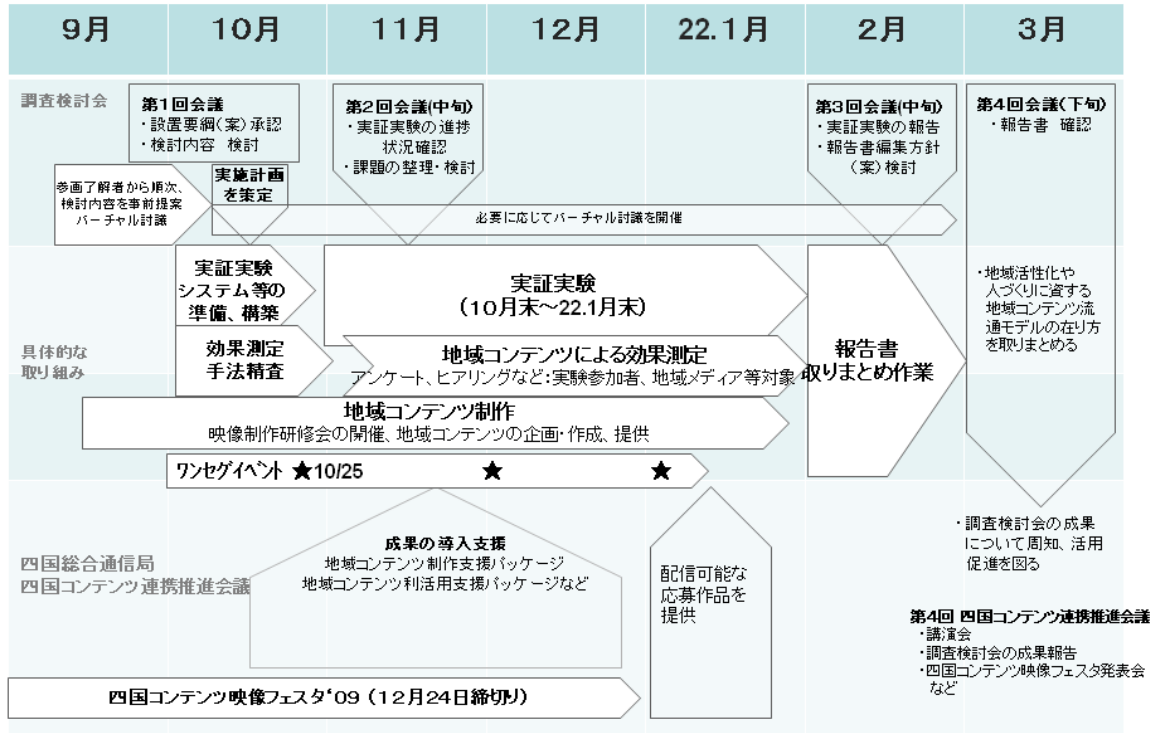 9月
10月
11月
12月
22.1月
2月
3月
調査検討会
第1回会議
・設置要綱(案)承認
・検討内容 検討
第2回会議(中旬)
・実証実験の進捗
状況確認
・課題の整理・検討
第3回会議(中旬)
・実証実験の報告
・報告書編集方針
(案)検討
第4回会議(下旬)
・報告書 確認
参画了解者から順次、
検討内容を事前提案
バーチャル討議
実施計画
を策定
必要に応じてバーチャル討議を開催
具体的な
取り組み
実証実験
システム等の
準備、構築
実証実験
(10月末~22.1月末)
効果測定
手法精査
地域コンテンツによる効果測定
アンケート、ヒアリングなど:実験参加者、地域メディア等対象
報告書
取りまとめ作業
・地域活性化や
人づくりに資する
地域コンテンツ流
通モデルの在り方
を取りまとめる
地域コンテンツ制作
映像制作研修会の開催、地域コンテンツの企画・作成、提供
ワンセグイベント ★10/25
★
★
四国総合通信局
四国コンテンツ連携推進会議
成果の導入支援
地域コンテンツ制作支援パッケージ
地域コンテンツ利活用支援パッケージなど
配信可能な
応募作品を
提供
・調査検討会の成果
について周知、活用
促進を図る
第4回 四国コンテンツ連携推進会議
・講演会
・調査検討会の成果報告
・四国コンテンツ映像フェスタ発表会
など
四国コンテンツ映像フェスタ‘09(12月24日締切り)